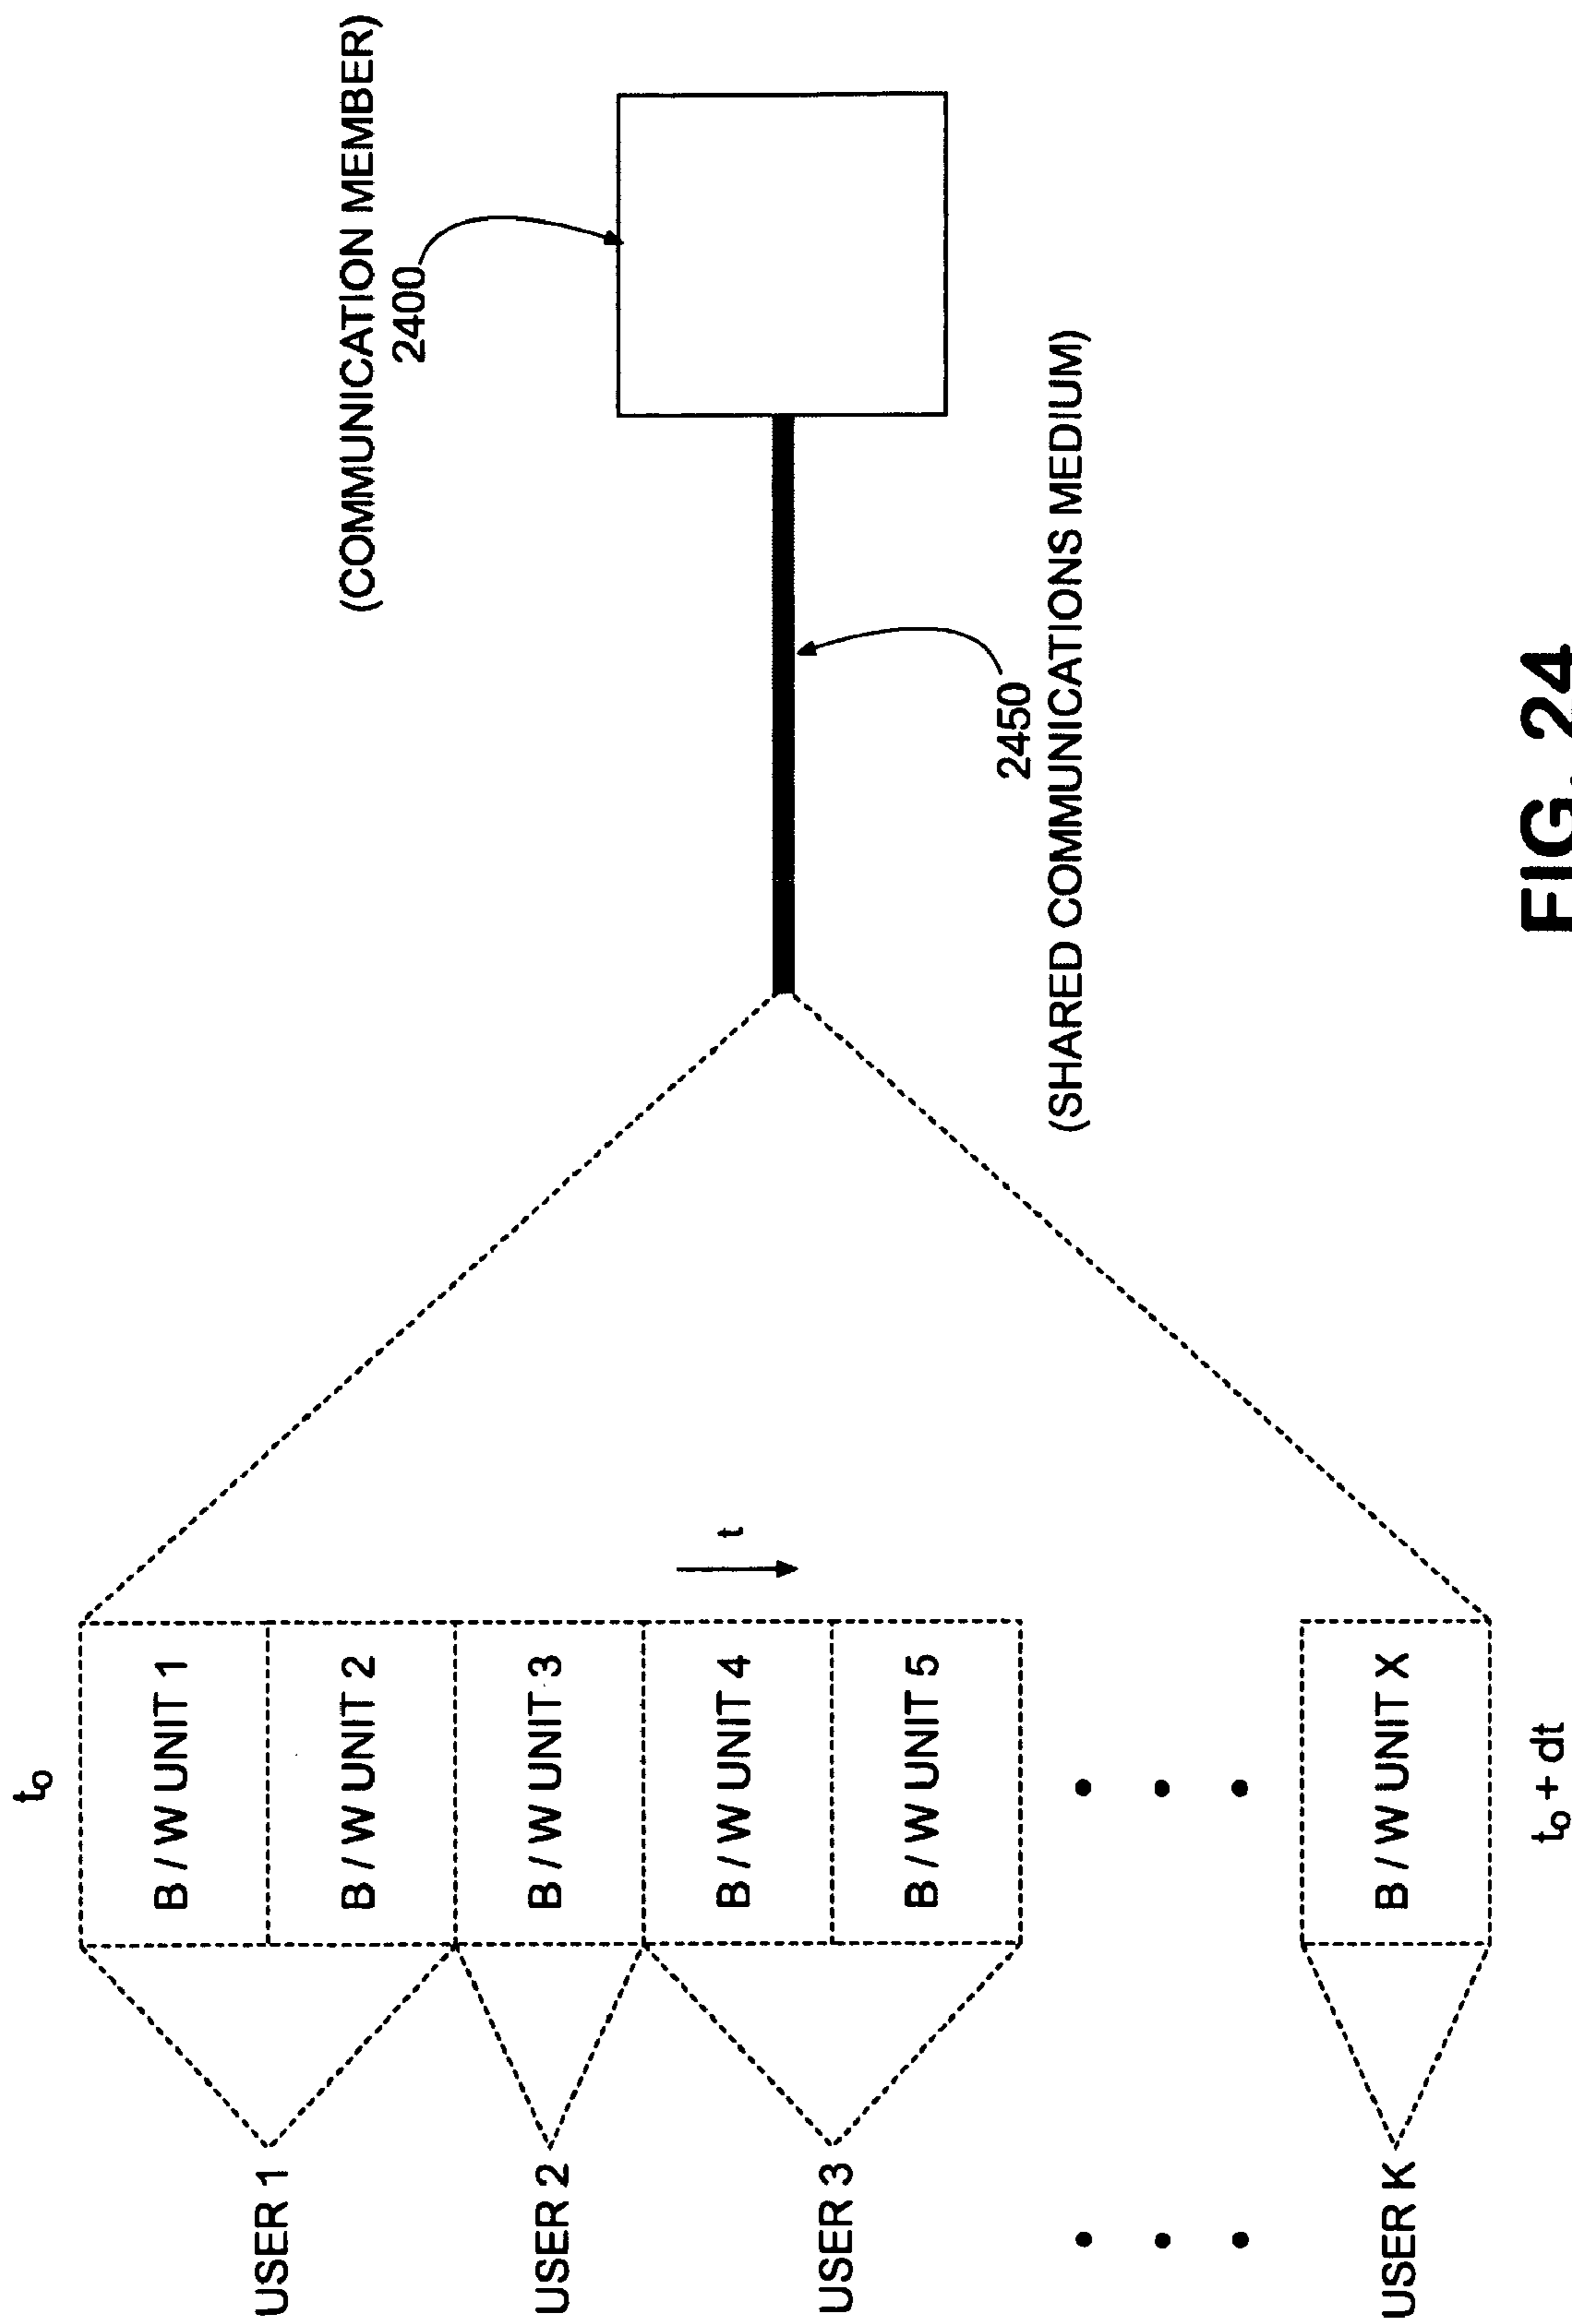 t₀
USER 1
B / W UNIT 1
B / W UNIT 2
USER 2
B / W UNIT 3
USER 3
B / W UNIT 4
B / W UNIT 5
USER K
B / W UNIT X
t₀ + dt
t
(COMMUNICATION MEMBER)
2400
2450
(SHARED COMMUNICATIONS MEDIUM)
FIG. 24